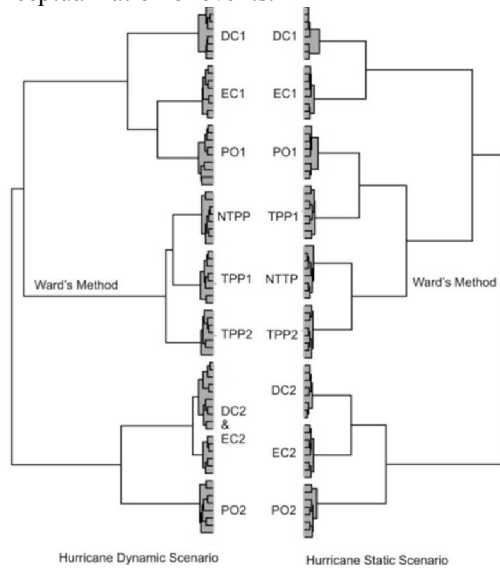 DC1
EC1
PO1
NTPP
TPP1
TPP2
DC2
&
EC2
PO2
Ward's Method
Hurricane Dynamic Scenario
DC1
EC1
PO1
TPP1
NTTP
TPP2
DC2
EC2
PO2
Ward's Method
Hurricane Static Scenario